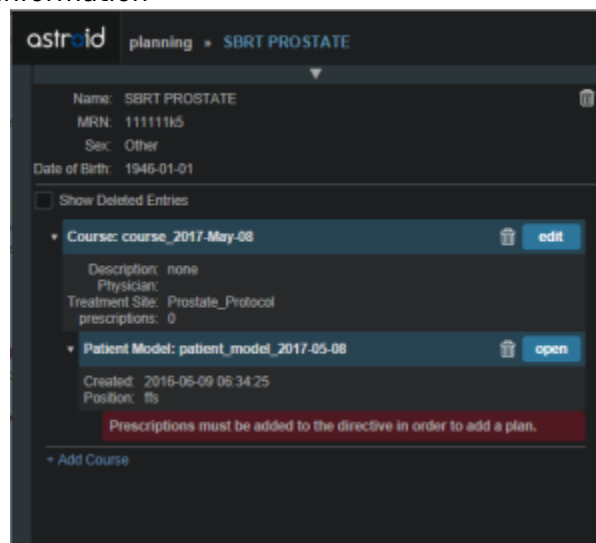 astroid planning » SBRT PROSTATE
Name: SBRT PROSTATE
MRN: 111111k5
Sex: Other
Date of Birth: 1946-01-01
Show Deleted Entries
Course: course_2017-May-08 edit
Description: none
Physician:
Treatment Site: Prostate_Protocol
prescriptions: 0
Patient Model: patient_model_2017-05-08 open
Created: 2016-06-09 06:34:25
Position: ffs
Prescriptions must be added to the directive in order to add a plan.
+ Add Course